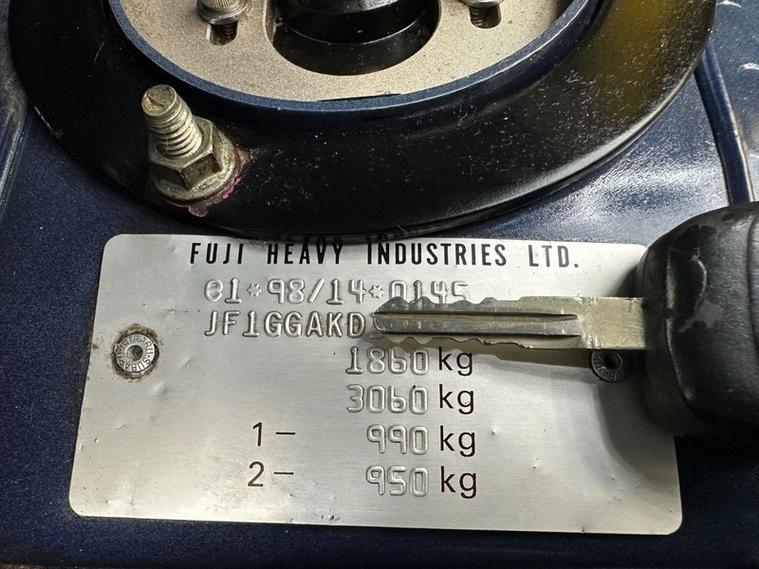 FUJI HEAVY INDUSTRIES LTD.
e1*98/14*0145
JF1GGAKD
1860 kg
3060 kg
1– 990 kg
2– 950 kg